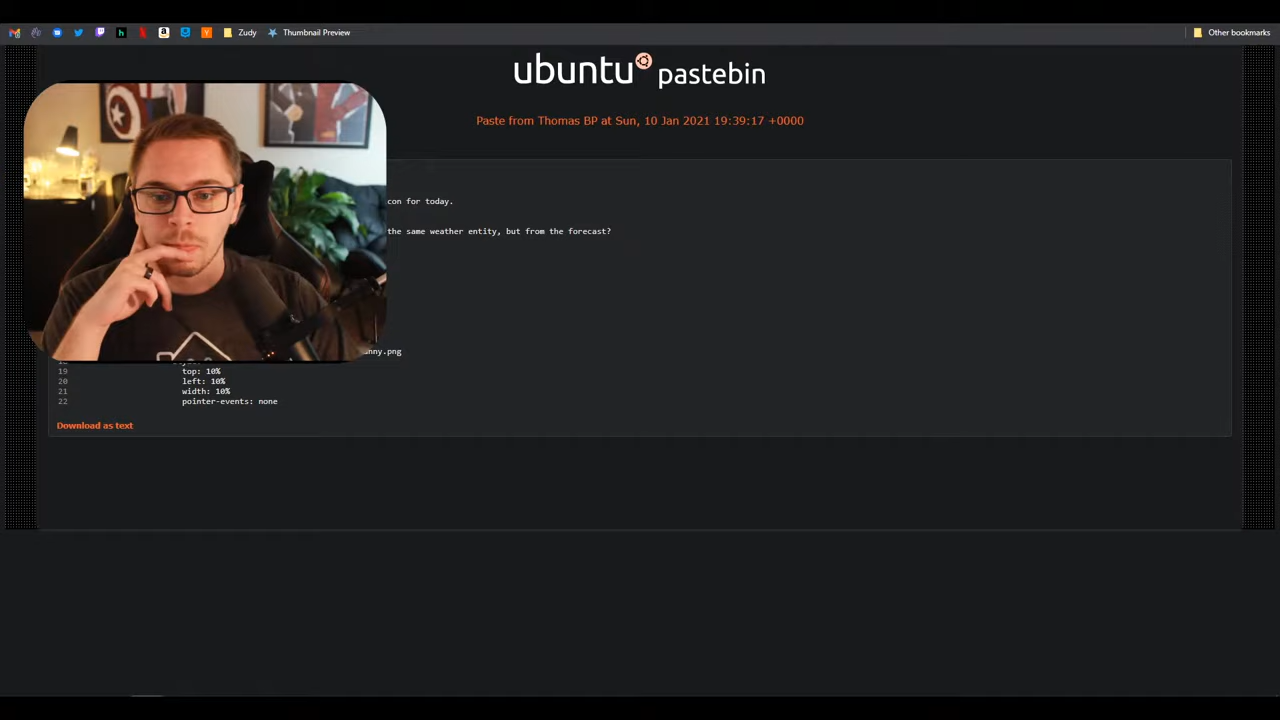 Zudy
Thumbnail Preview
Other bookmarks
ubuntu pastebin
Paste from Thomas BP at Sun, 10 Jan 2021 19:39:17 +0000
con for today.
the same weather entity, but from the forecast?
nny.png
19 top: 10%
20 left: 10%
21 width: 10%
22 pointer-events: none
Download as text